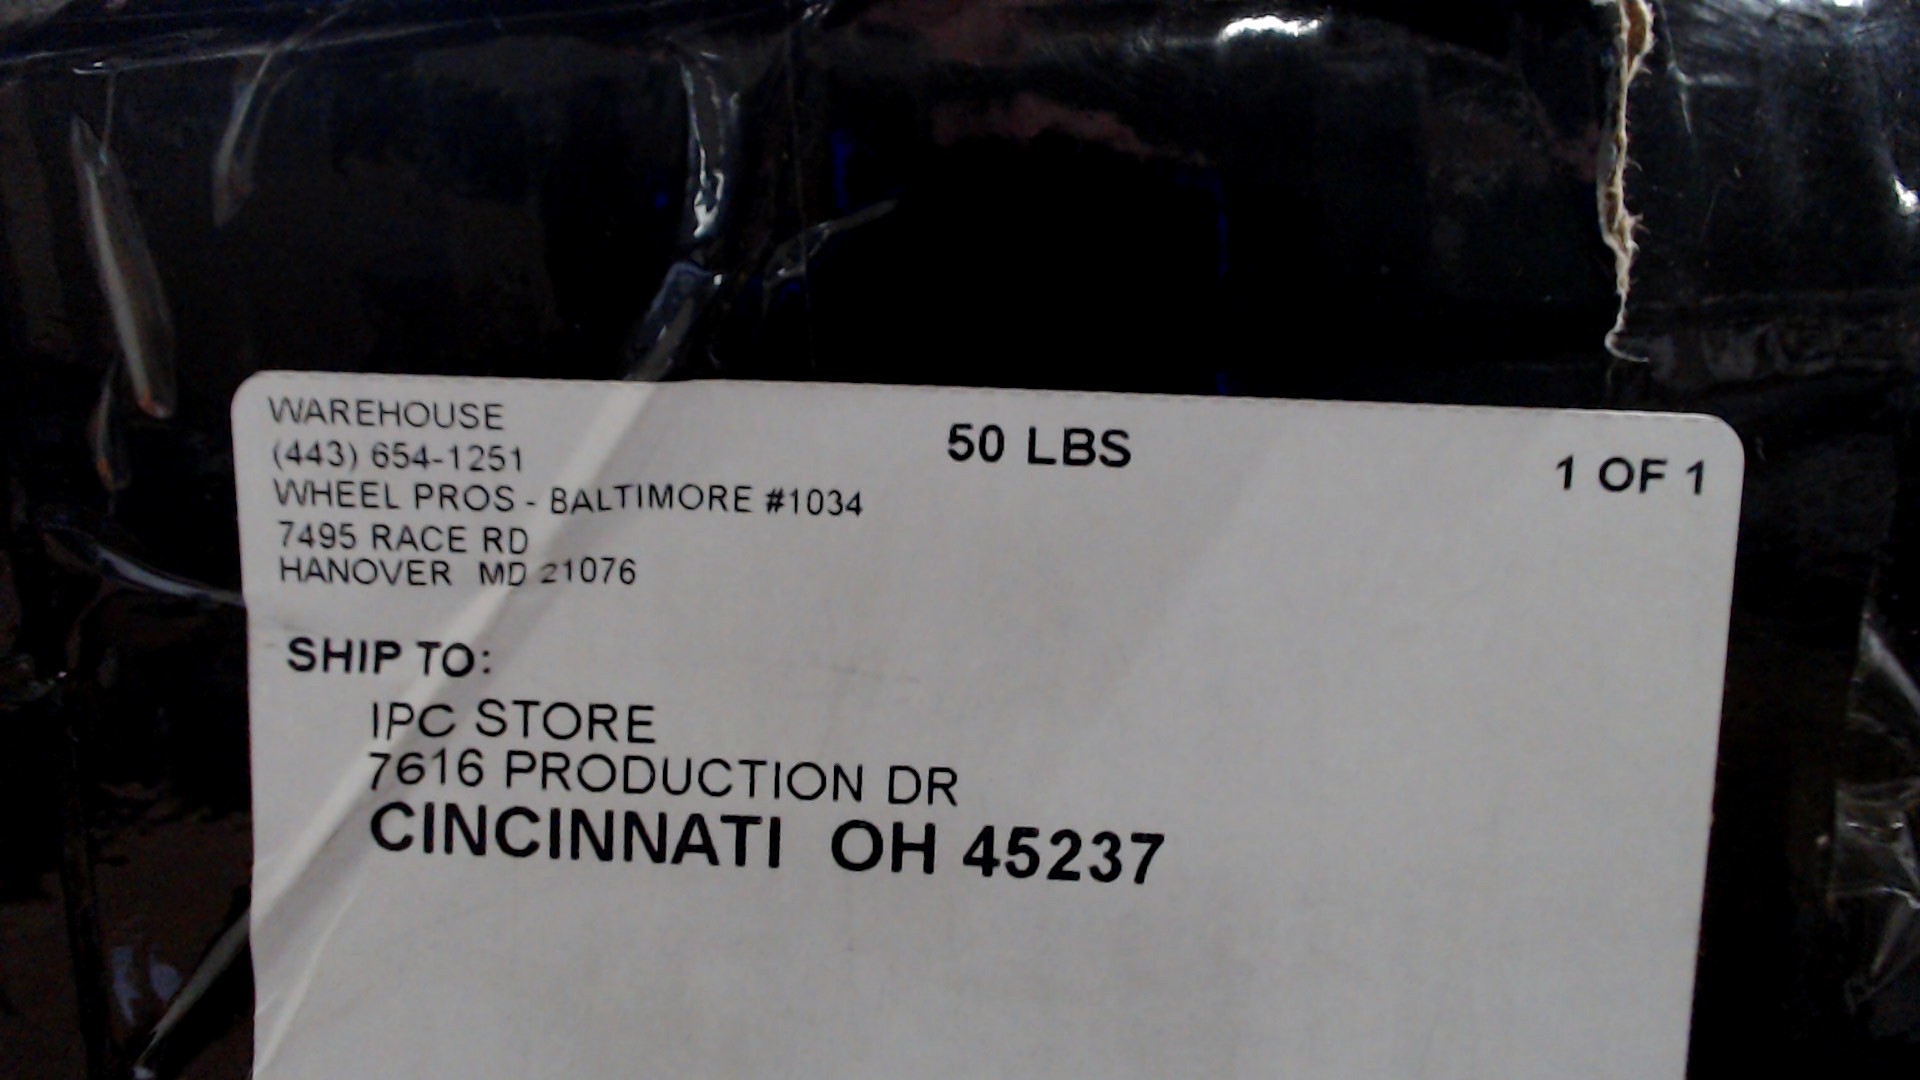 WAREHOUSE
(443) 654-1251
WHEEL PROS - BALTIMORE #1034
7495 RACE RD
HANOVER MD 21076
50 LBS
1 OF 1
SHIP TO:
IPC STORE
7616 PRODUCTION DR
CINCINNATI OH 45237